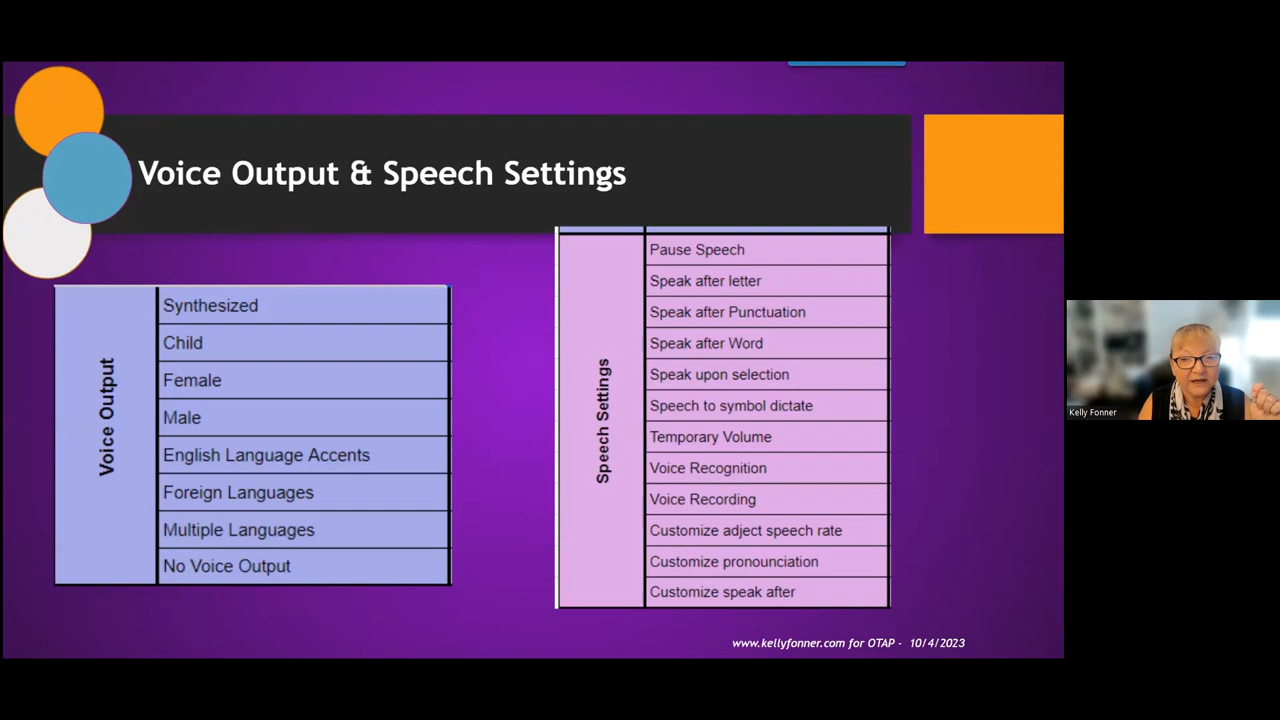 Voice Output & Speech Settings
Voice Output
Synthesized
Child
Female
Male
English Language Accents
Foreign Languages
Multiple Languages
No Voice Output
Speech Settings
Pause Speech
Speak after letter
Speak after Punctuation
Speak after Word
Speak upon selection
Speech to symbol dictate
Temporary Volume
Voice Recognition
Voice Recording
Customize adject speech rate
Customize pronounciation
Customize speak after
www.kellyfonner.com for OTAP - 10/4/2023
Kelly Fonner